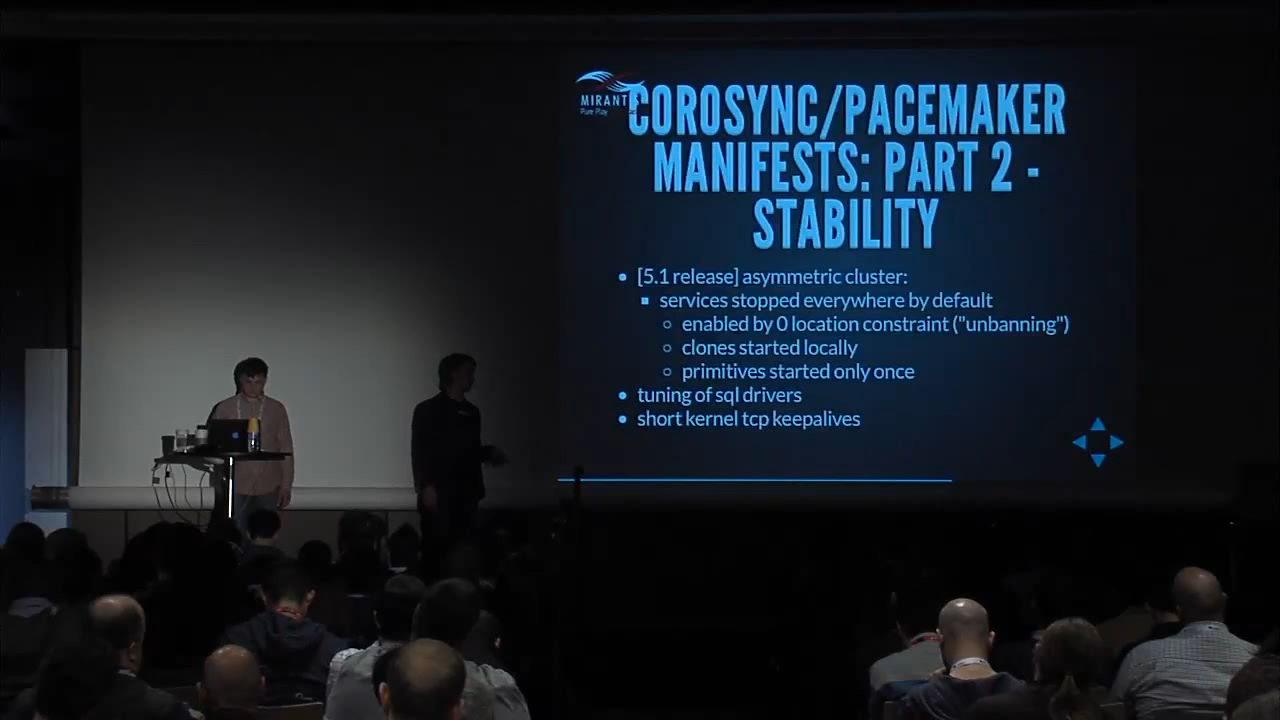 MIRANTIS
Pure Play
COROSYNC/PACEMAKER
MANIFESTS: PART 2 -
STABILITY
[5.1 release] asymmetric cluster:
services stopped everywhere by default
enabled by 0 location constraint ("unbanning")
clones started locally
primitives started only once
tuning of sql drivers
short kernel tcp keepalives